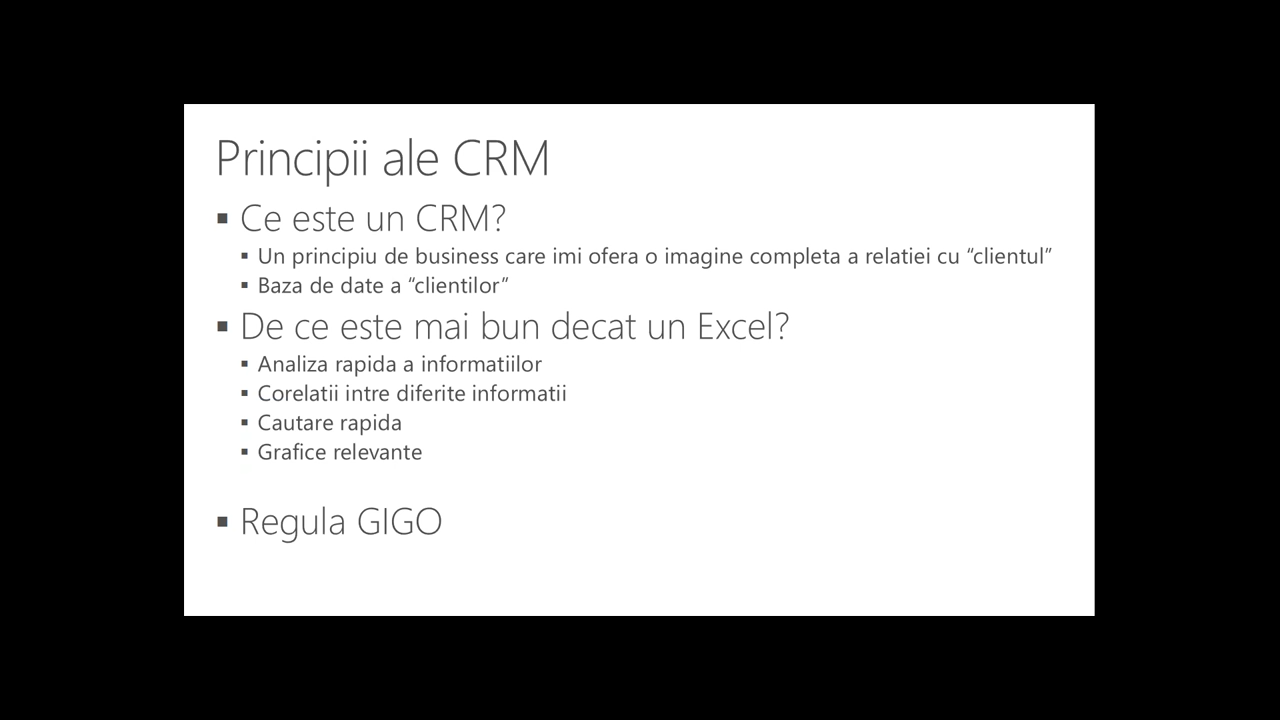 Principii ale CRM
▪ Ce este un CRM?
▪ Un principiu de business care imi ofera o imagine completa a relatiei cu “clientul”
▪ Baza de date a “clientilor”
▪ De ce este mai bun decat un Excel?
▪ Analiza rapida a informatiilor
▪ Corelatii intre diferite informatii
▪ Cautare rapida
▪ Grafice relevante
▪ Regula GIGO